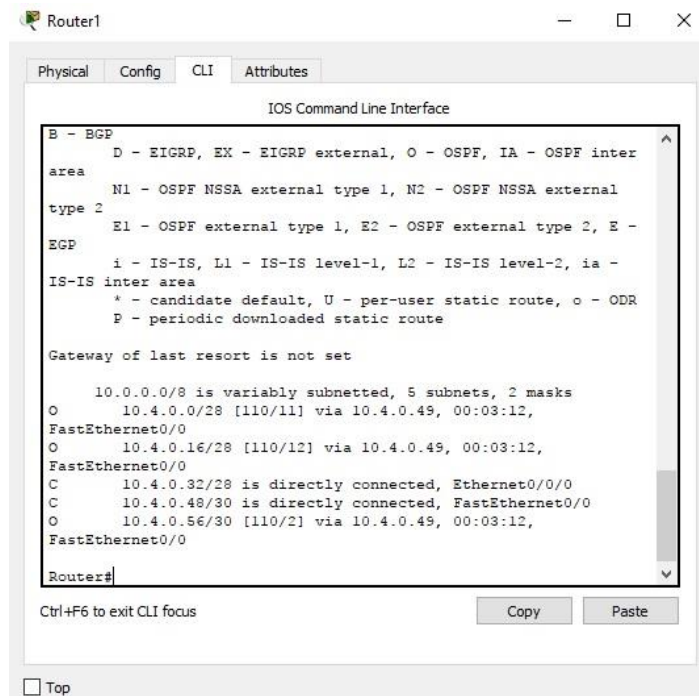 Router1
Physical Config CLI Attributes
IOS Command Line Interface
B - BGP
D - EIGRP, EX - EIGRP external, O - OSPF, IA - OSPF inter
area
N1 - OSPF NSSA external type 1, N2 - OSPF NSSA external
type 2
E1 - OSPF external type 1, E2 - OSPF external type 2, E -
EGP
i - IS-IS, L1 - IS-IS level-1, L2 - IS-IS level-2, ia -
IS-IS inter area
* - candidate default, U - per-user static route, o - ODR
P - periodic downloaded static route
Gateway of last resort is not set
10.0.0.0/8 is variably subnetted, 5 subnets, 2 masks
O 10.4.0.0/28 [110/11] via 10.4.0.49, 00:03:12,
FastEthernet0/0
O 10.4.0.16/28 [110/12] via 10.4.0.49, 00:03:12,
FastEthernet0/0
C 10.4.0.32/28 is directly connected, Ethernet0/0/0
C 10.4.0.48/30 is directly connected, FastEthernet0/0
O 10.4.0.56/30 [110/2] via 10.4.0.49, 00:03:12,
FastEthernet0/0
Router#
Ctrl+F6 to exit CLI focus Copy Paste
Top